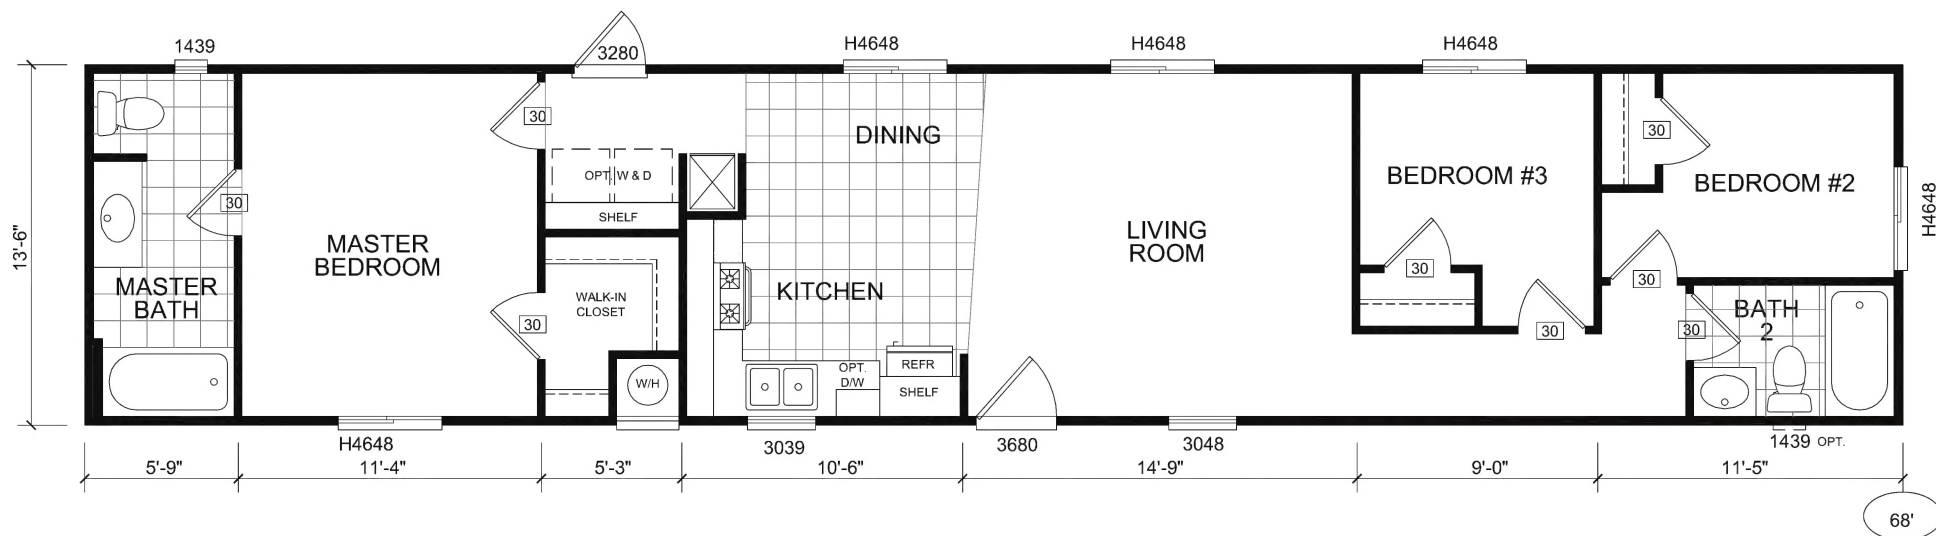 1439
3280
H4648
H4648
H4648
13'-6"
30
30
30
DINING
OPT. W & D
SHELF
BEDROOM #3
BEDROOM #2
H4648
MASTER
BEDROOM
LIVING
ROOM
MASTER
BATH
WALK-IN
CLOSET
KITCHEN
30
30
30
30
30
BATH
2
W/H
OPT.
D/W
REFR
SHELF
H4648
3039
3680
3048
1439 OPT.
5'-9"
11'-4"
5'-3"
10'-6"
14'-9"
9'-0"
11'-5"
68'